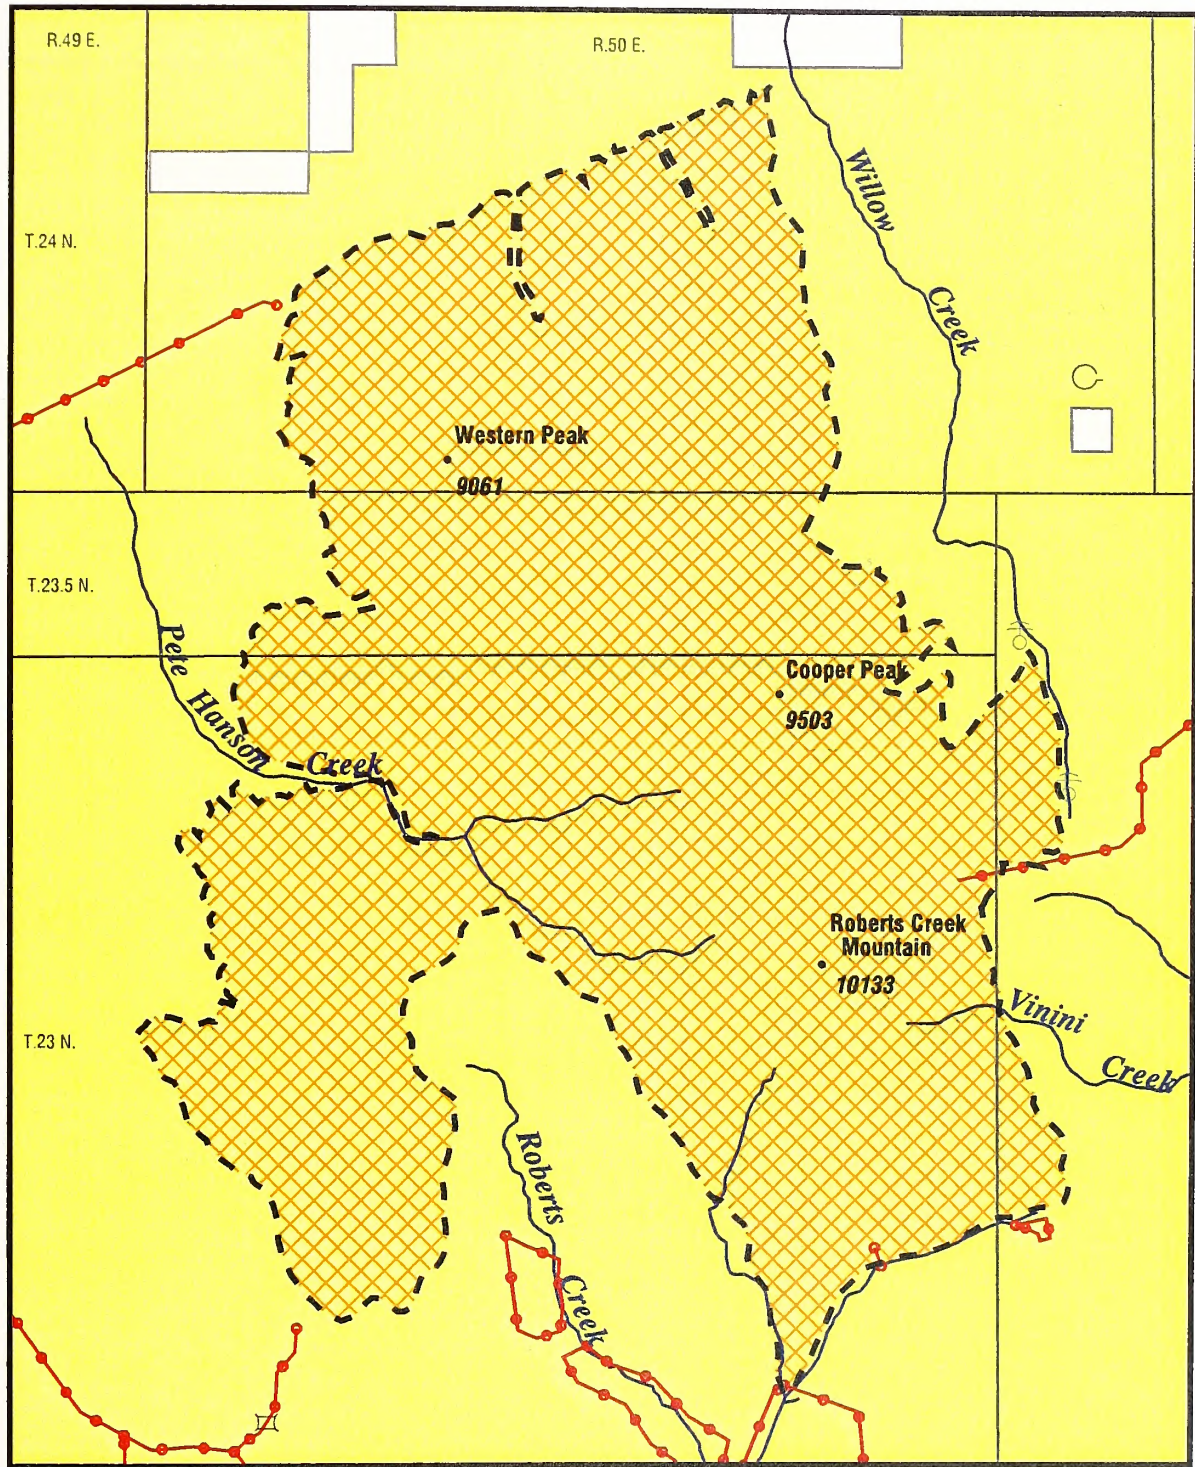 R.49 E.
R.50 E.
Willow
T.24 N.
Creek
Western Peak
9061
T.23.5 N.
Pete
Hanson
Creek
Cooper Peak
9503
Roberts Creek
Mountain
10133
Vinini
Creek
T.23 N.
Roberts
Creek